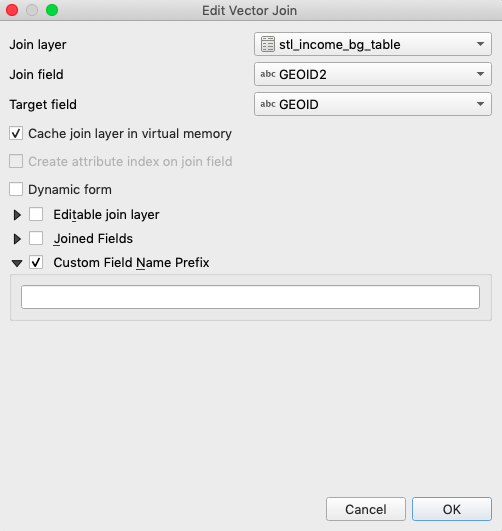 Edit Vector Join
Join layer stl_income_bg_table
Join field abc GEOID2
Target field abc GEOID
Cache join layer in virtual memory
Create attribute index on join field
Dynamic form
Editable join layer
Joined Fields
Custom Field Name Prefix
Cancel OK